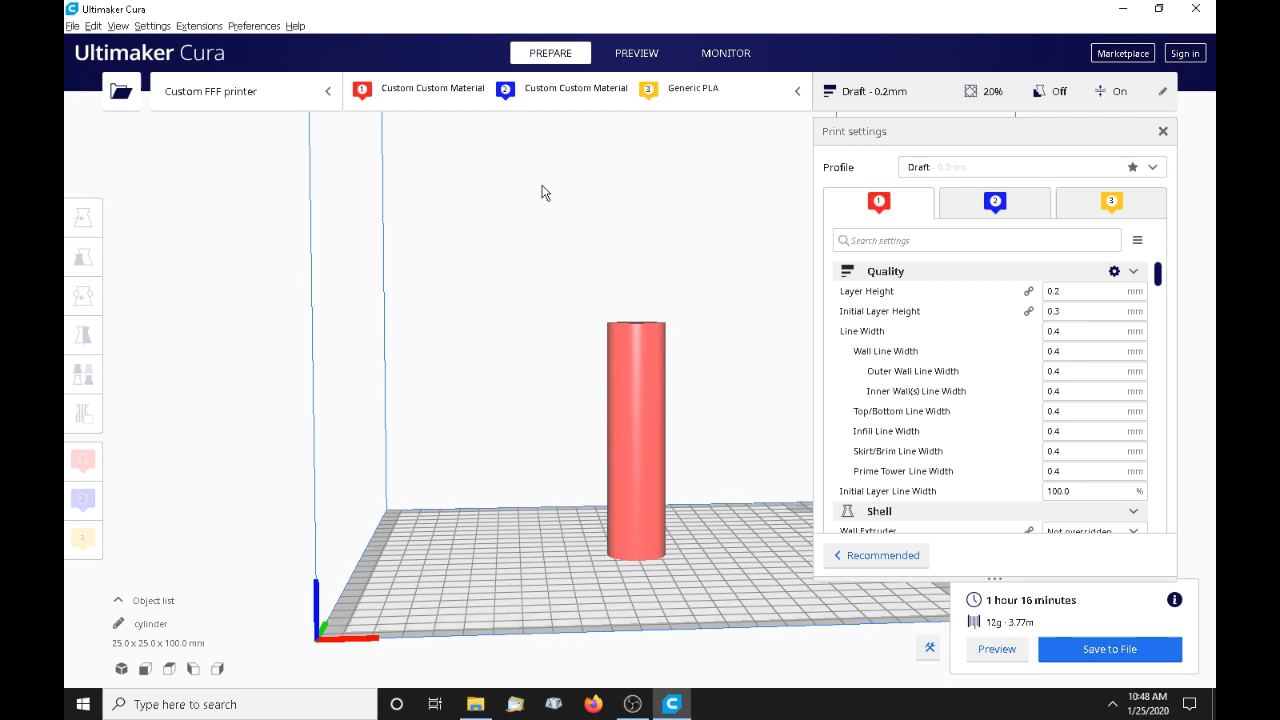 Ultimaker Cura
File Edit View Settings Extensions Preferences Help
Ultimaker Cura
PREPARE PREVIEW MONITOR Marketplace Sign in
Custom FFF printer 1 Custom Custom Material 2 Custom Custom Material 3 Generic PLA Draft - 0.2mm 20% Off On
Print settings
Profile Draft - 0.2mm
1 2 3
Search settings
Quality
Layer Height 0.2 mm
Initial Layer Height 0.3 mm
Line Width 0.4 mm
Wall Line Width 0.4 mm
Outer Wall Line Width 0.4 mm
Inner Wall(s) Line Width 0.4 mm
Top/Bottom Line Width 0.4 mm
Infill Line Width 0.4 mm
Skirt/Brim Line Width 0.4 mm
Prime Tower Line Width 0.4 mm
Initial Layer Line Width 100.0 %
Shell
Wall Extruder Not overridden
Recommended
1
2
3
Object list
cylinder
25.0 x 25.0 x 100.0 mm
1 hour 16 minutes
12g · 3.77m
Preview Save to File
Type here to search
10:48 AM
1/25/2020